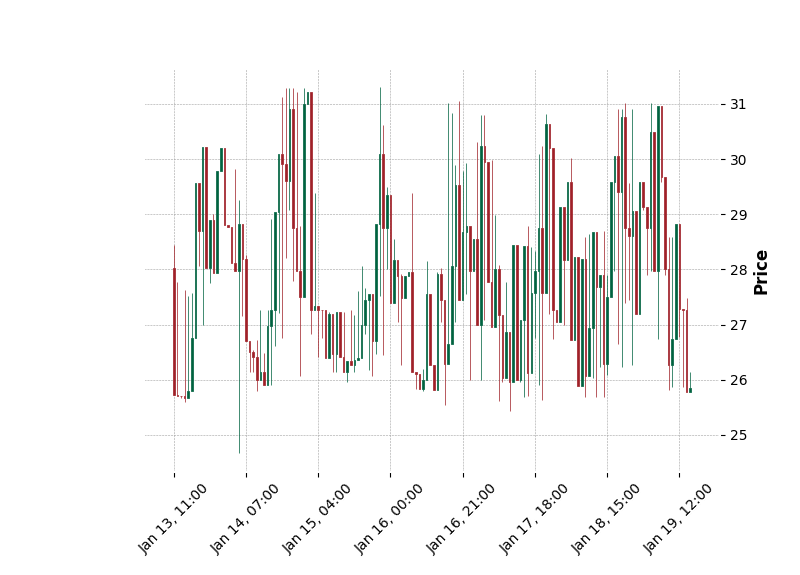 31
30
29
28
27
26
25
Price
Jan 13, 11:00
Jan 14, 07:00
Jan 15, 04:00
Jan 16, 00:00
Jan 16, 21:00
Jan 17, 18:00
Jan 18, 15:00
Jan 19, 12:00